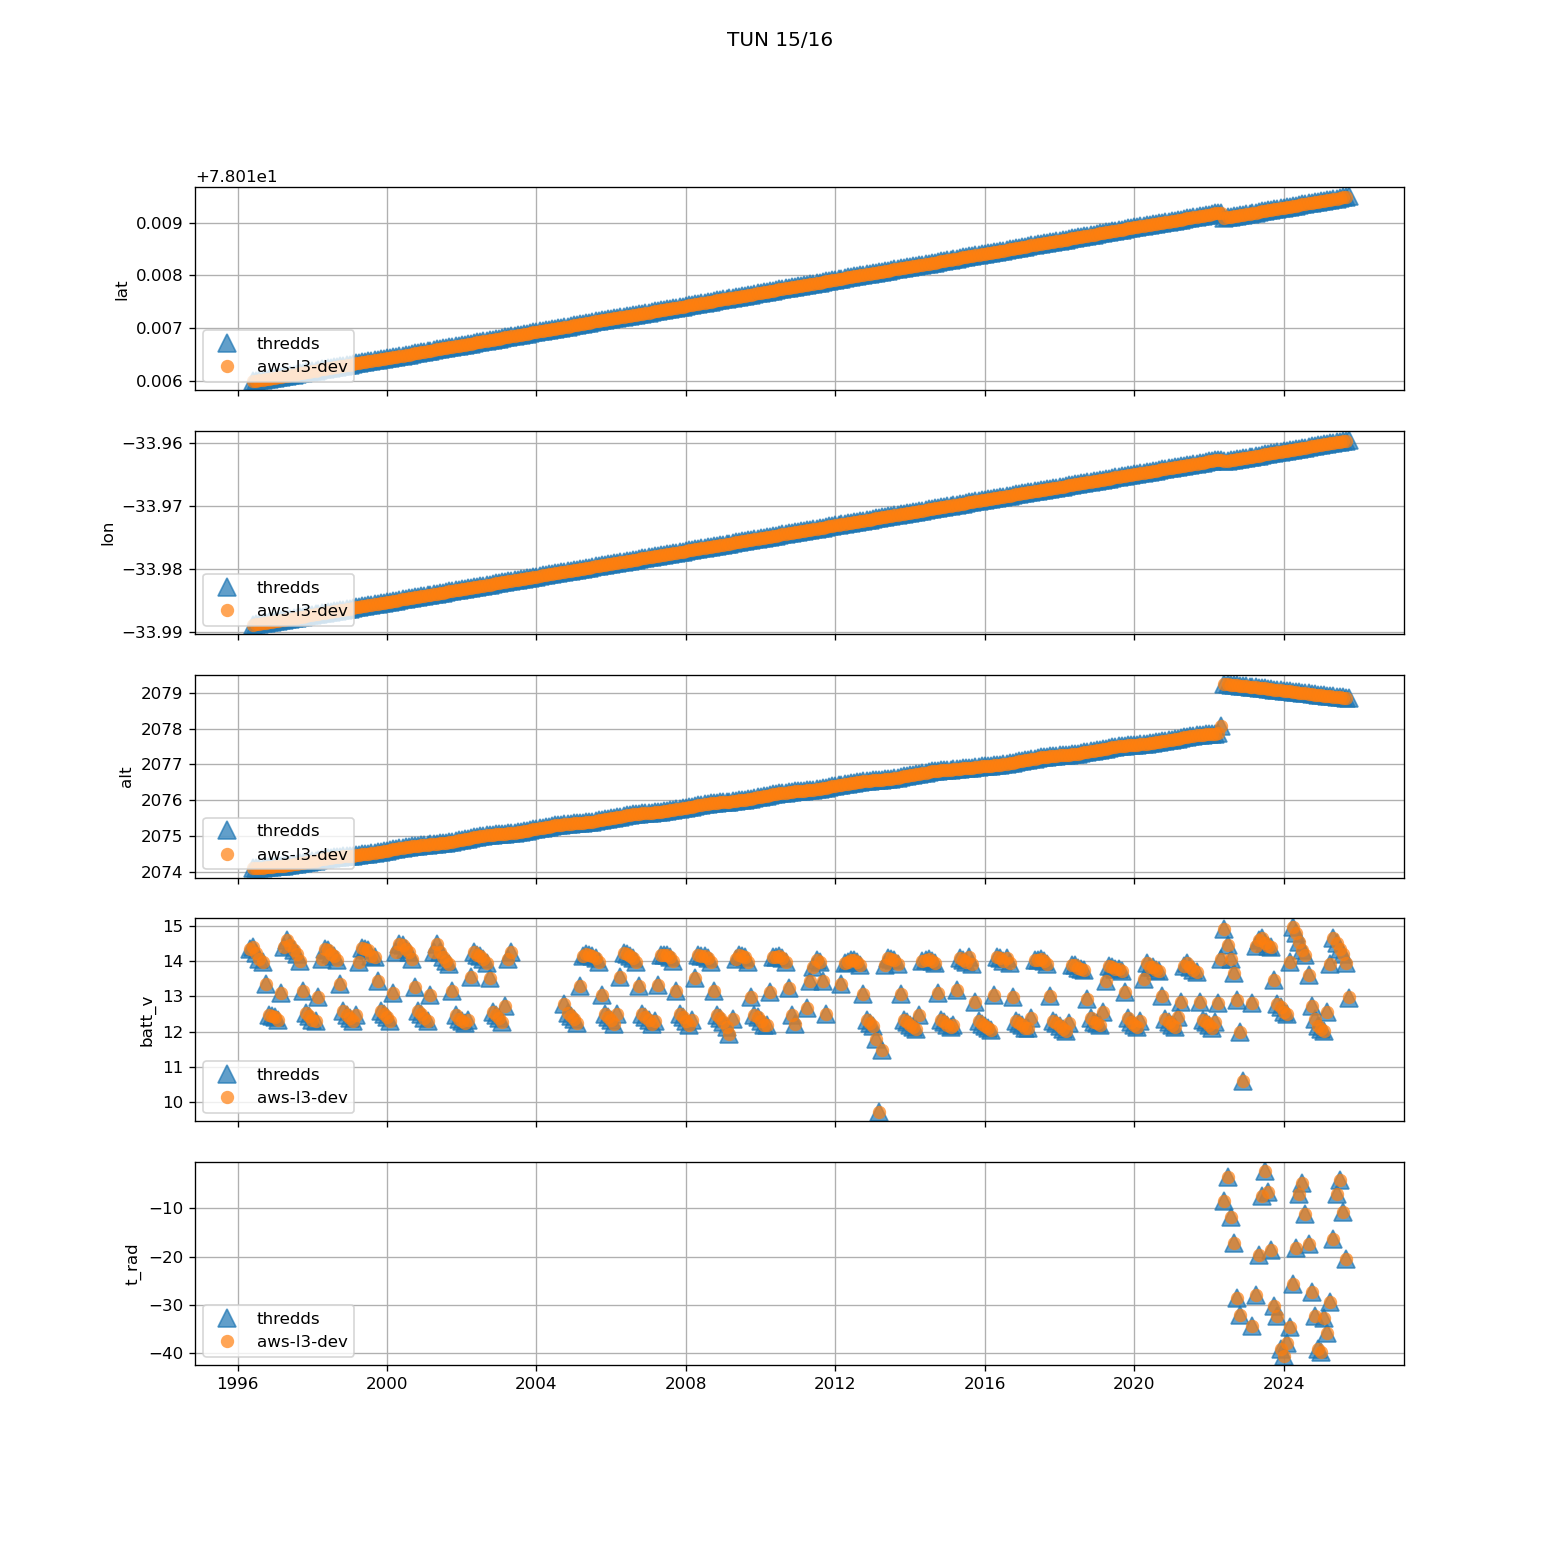 TUN 15/16
+7.801e1
0.009
0.008
0.007
0.006
lat
thredds
aws-l3-dev
−33.96
−33.97
−33.98
−33.99
lon
thredds
aws-l3-dev
2079
2078
2077
2076
2075
2074
alt
thredds
aws-l3-dev
15
14
13
12
11
10
batt_v
thredds
aws-l3-dev
−10
−20
−30
−40
t_rad
thredds
aws-l3-dev
1996 2000 2004 2008 2012 2016 2020 2024